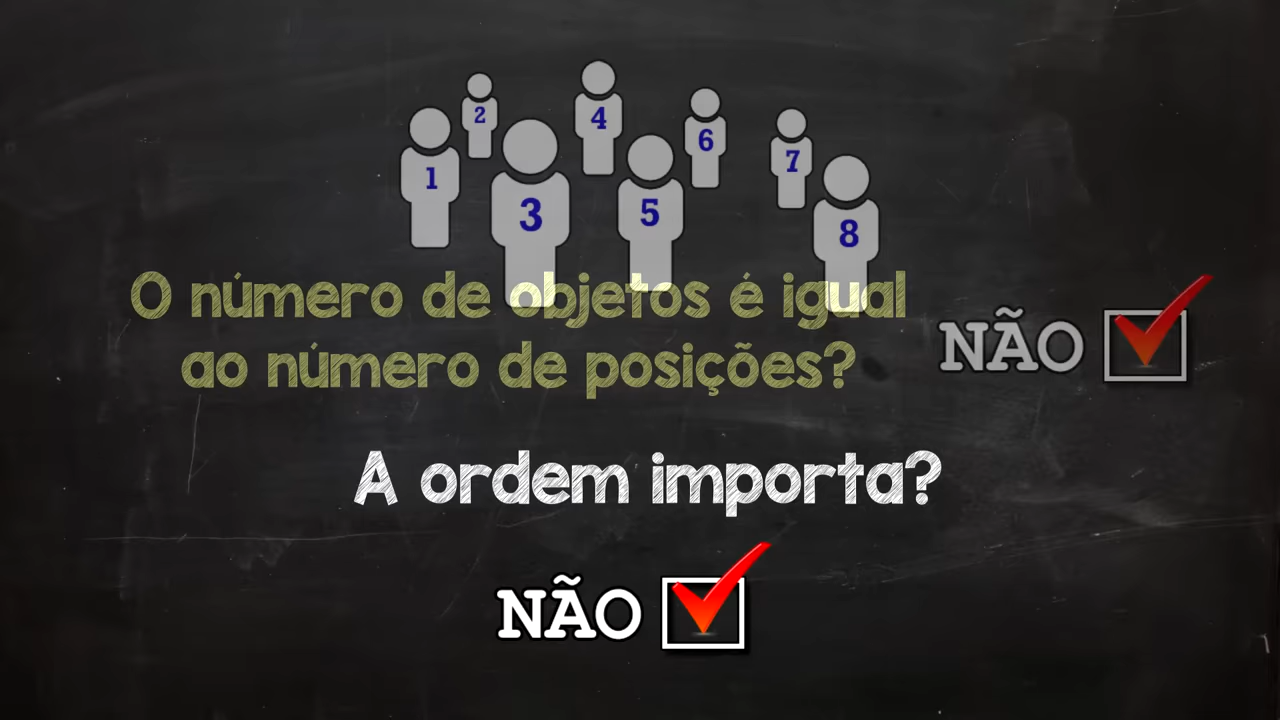 2
4
6
1
7
3
5
8
O número de objetos é igual
ao número de posições?
NÃO
A ordem importa?
NÃO